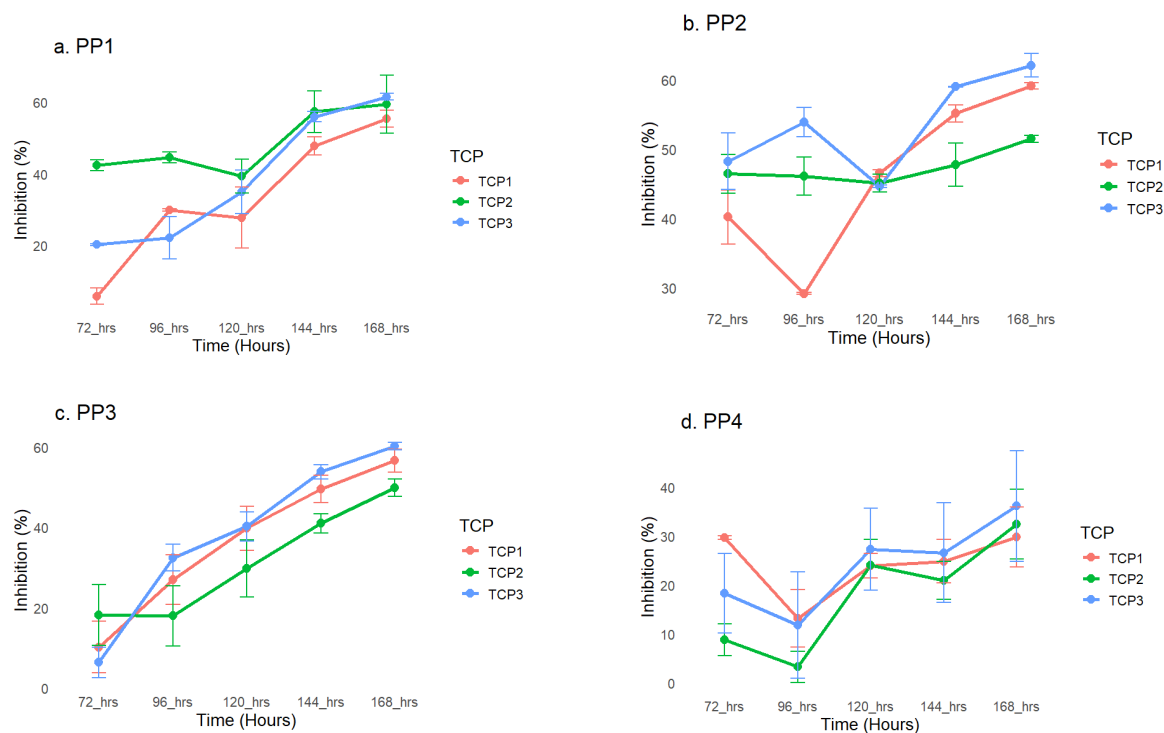 a. PP1
Inhibition (%)
60
40
20
72_hrs 96_hrs 120_hrs 144_hrs 168_hrs
Time (Hours)
TCP
TCP1
TCP2
TCP3
b. PP2
Inhibition (%)
60
50
40
30
72_hrs 96_hrs 120_hrs 144_hrs 168_hrs
Time (Hours)
TCP
TCP1
TCP2
TCP3
c. PP3
Inhibition (%)
60
40
20
0
72_hrs 96_hrs 120_hrs 144_hrs 168_hrs
Time (Hours)
TCP
TCP1
TCP2
TCP3
d. PP4
Inhibition (%)
40
30
20
10
0
72_hrs 96_hrs 120_hrs 144_hrs 168_hrs
Time (Hours)
TCP
TCP1
TCP2
TCP3